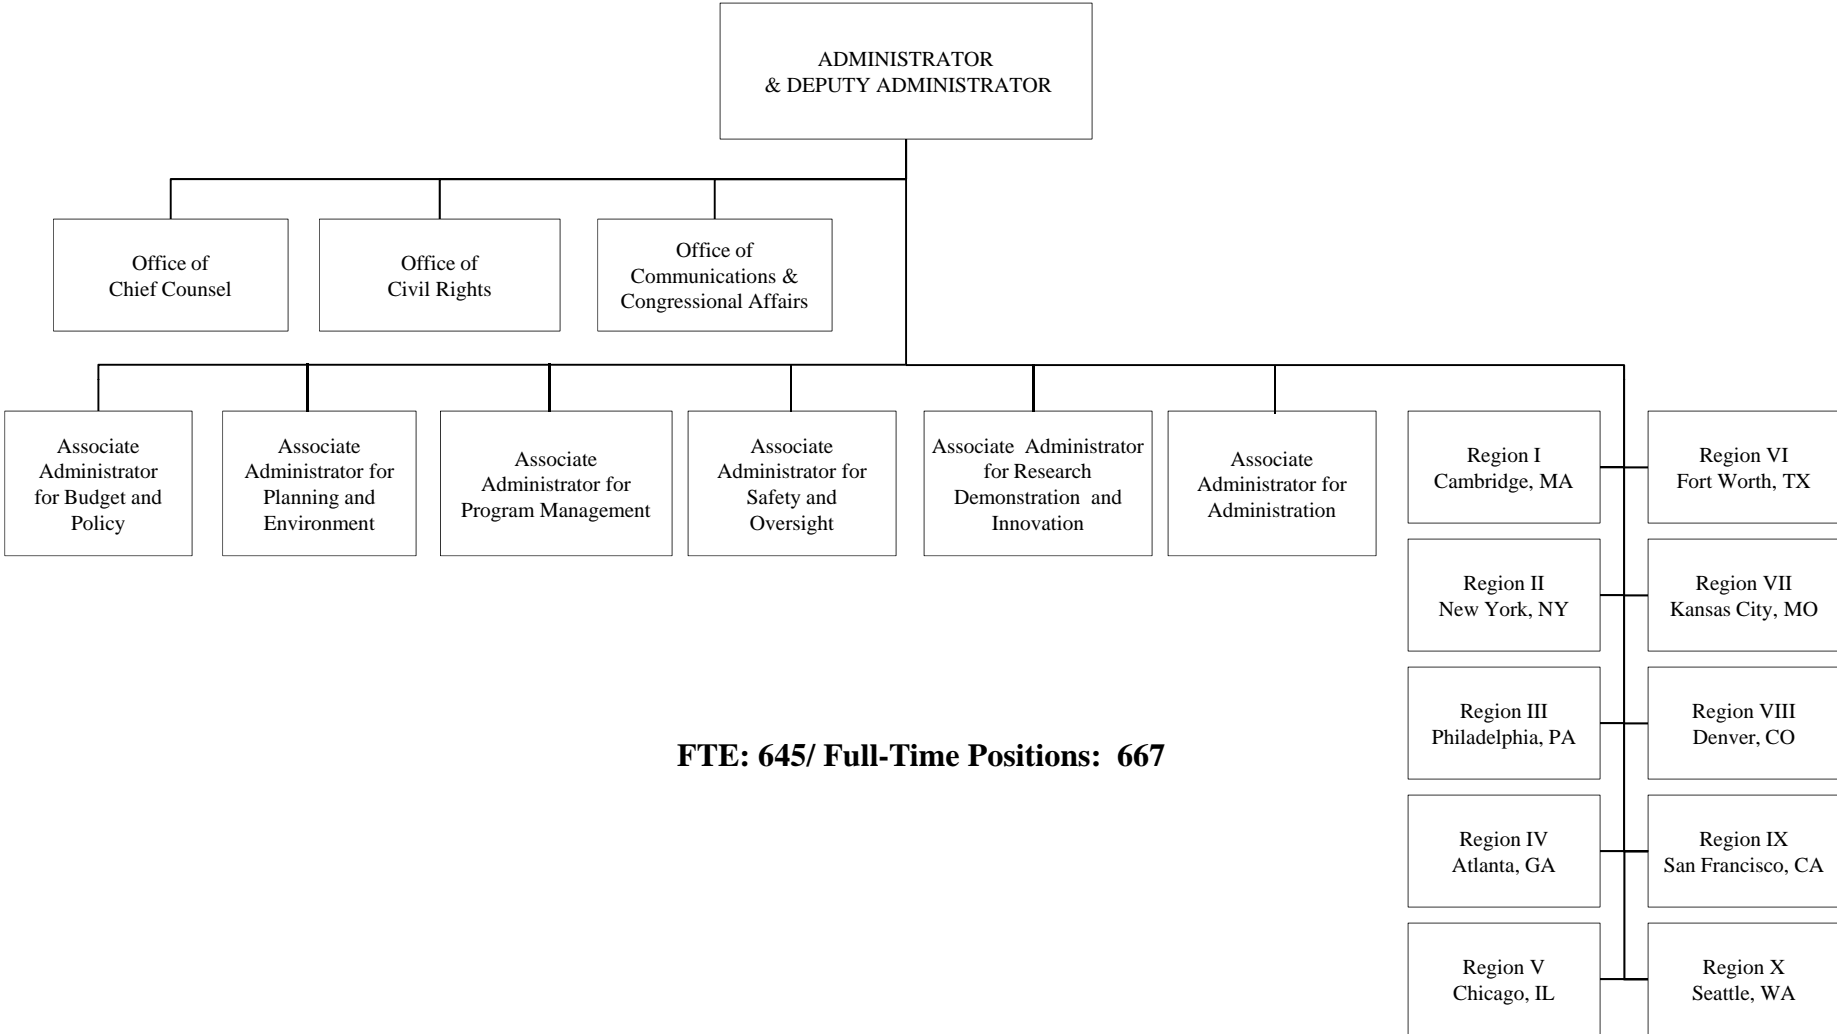 ADMINISTRATOR
& DEPUTY ADMINISTRATOR
Office of
Chief Counsel
Office of
Civil Rights
Office of
Communications &
Congressional Affairs
Associate
Administrator
for Budget and
Policy
Associate
Administrator for
Planning and
Environment
Associate
Administrator for
Program Management
Associate
Administrator for
Safety and
Oversight
Associate Administrator
for Research
Demonstration and
Innovation
Associate
Administrator for
Administration
Region I
Cambridge, MA
Region VI
Fort Worth, TX
Region II
New York, NY
Region VII
Kansas City, MO
Region III
Philadelphia, PA
Region VIII
Denver, CO
FTE: 645/ Full-Time Positions: 667
Region IV
Atlanta, GA
Region IX
San Francisco, CA
Region V
Chicago, IL
Region X
Seattle, WA